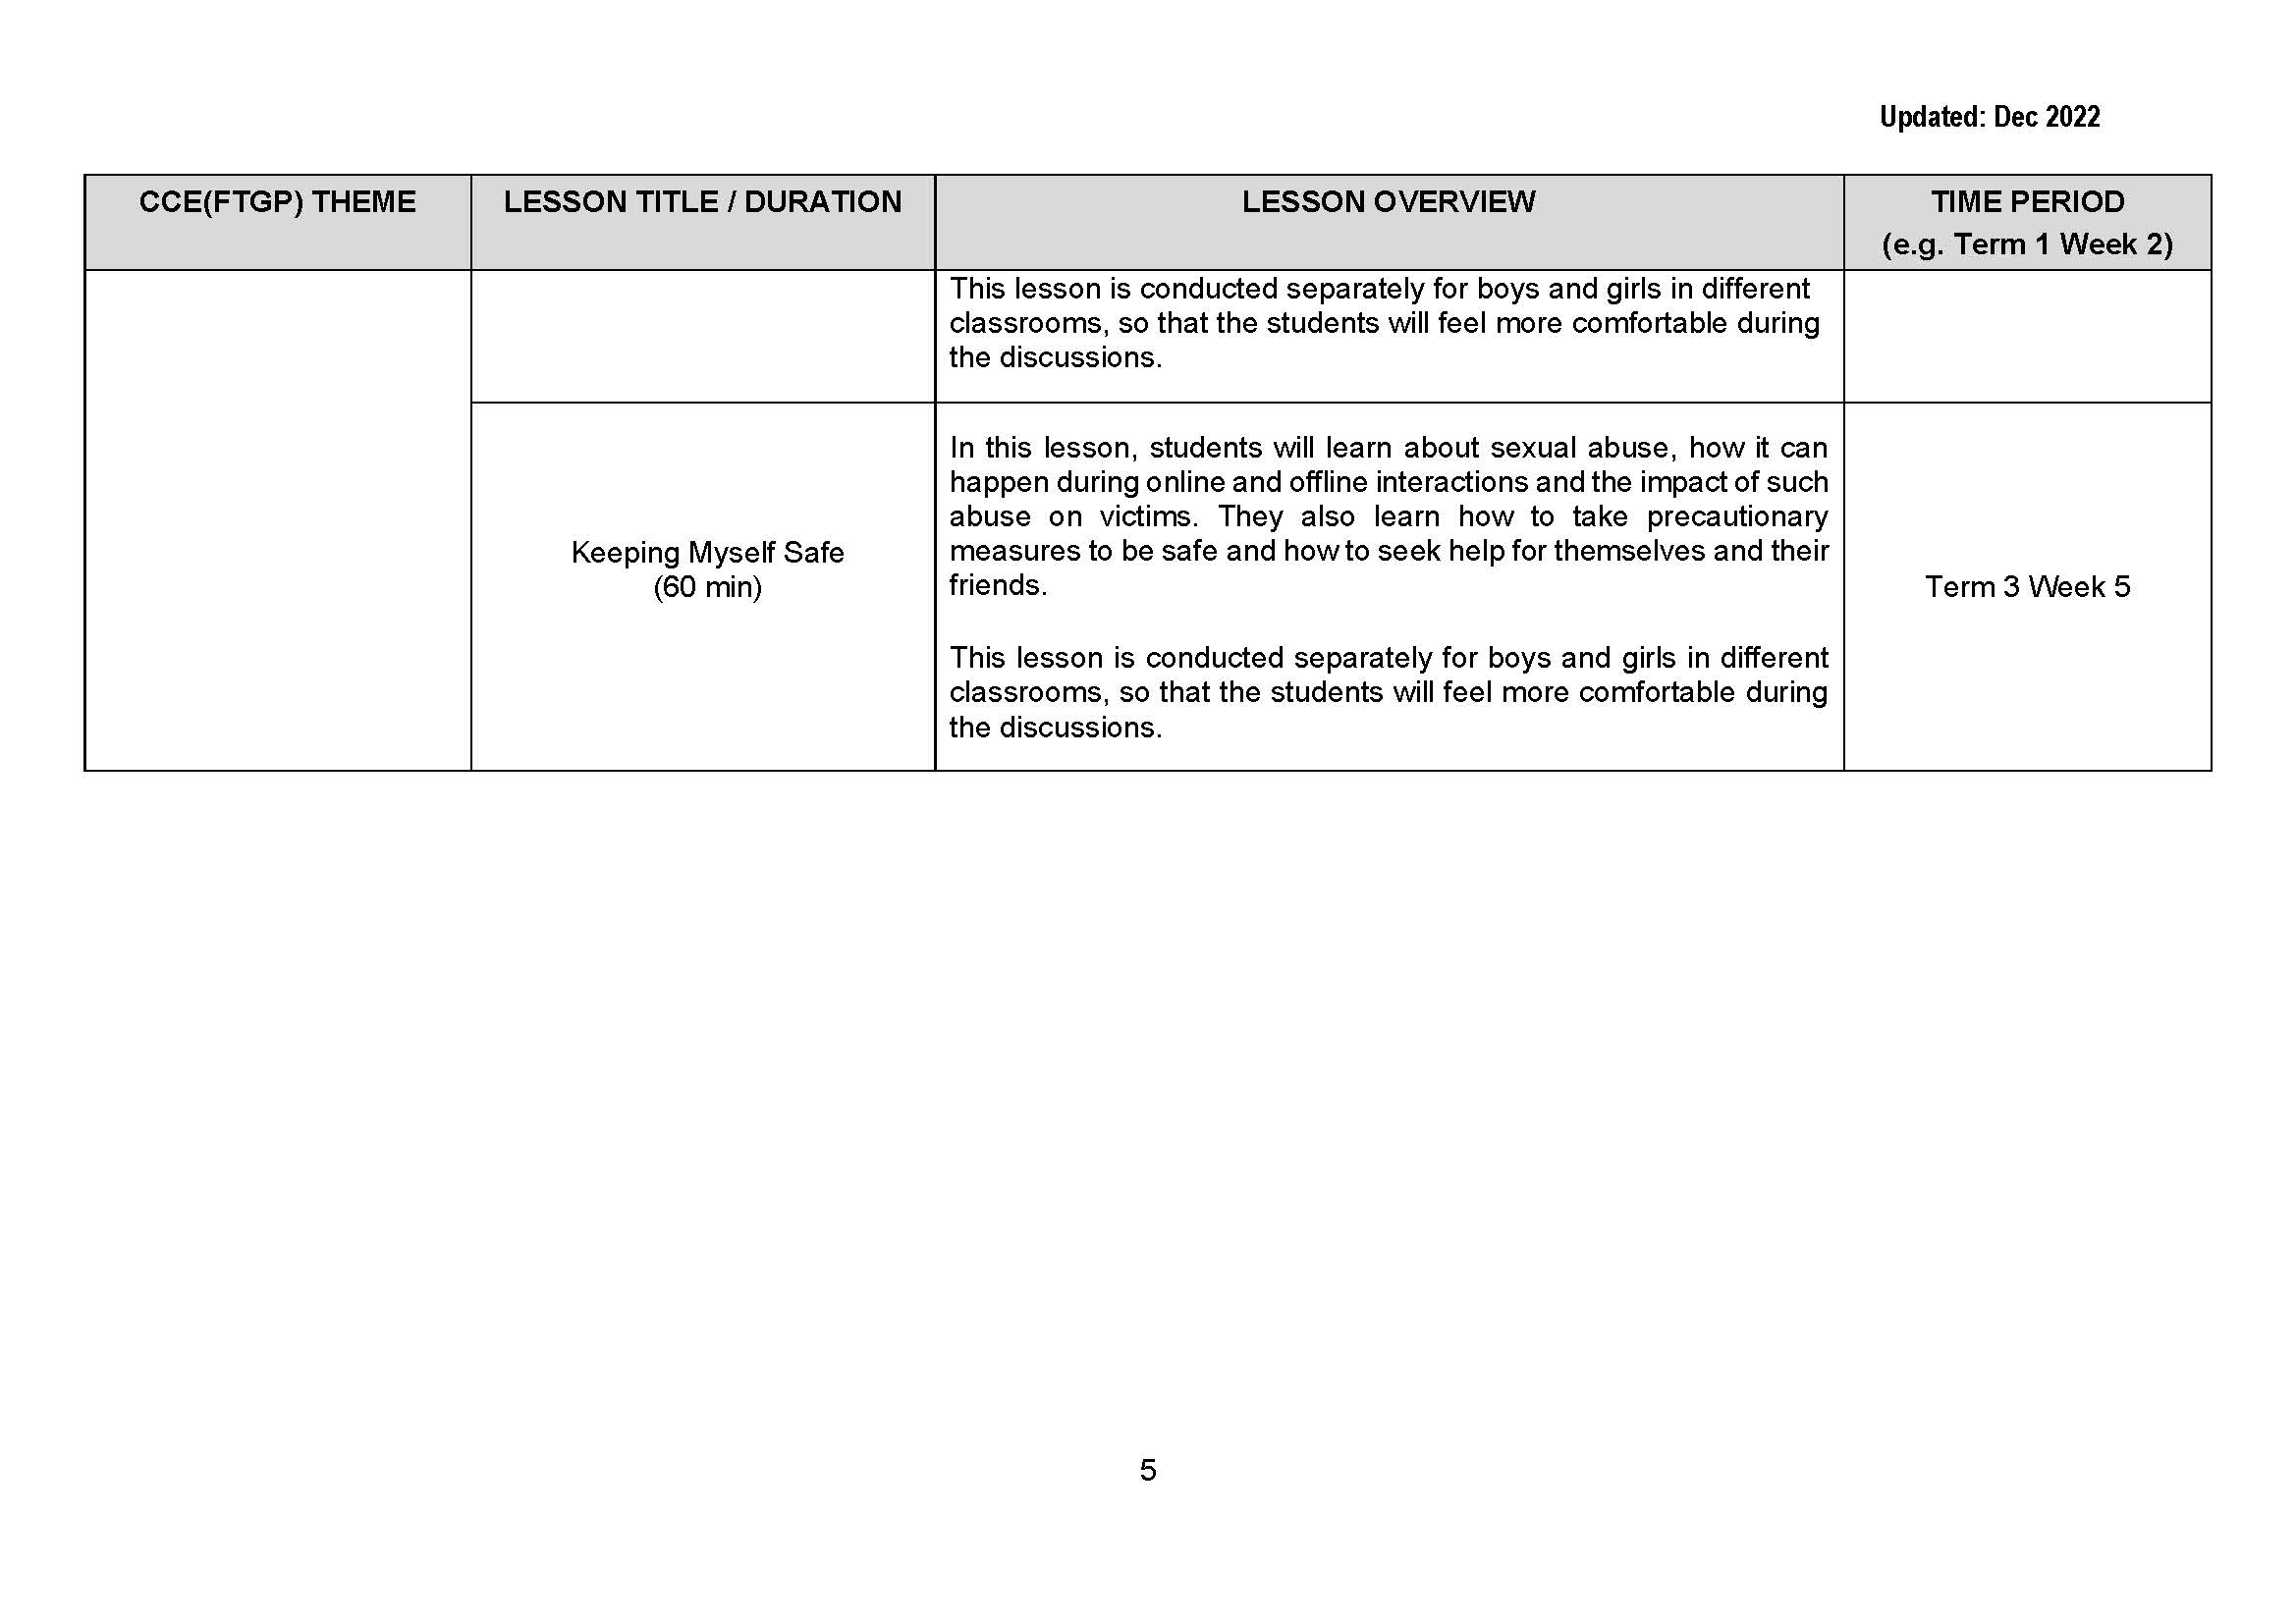 Updated: Dec 2022
CCE(FTGP) THEME
LESSON TITLE / DURATION
LESSON OVERVIEW
TIME PERIOD
(e.g. Term 1 Week 2)
This lesson is conducted separately for boys and girls in different
classrooms, so that the students will feel more comfortable during
the discussions.
Keeping Myself Safe
(60 min)
In this lesson, students will learn about sexual abuse, how it can
happen during online and offline interactions and the impact of such
abuse on victims. They also learn how to take precautionary
measures to be safe and how to seek help for themselves and their
friends.
This lesson is conducted separately for boys and girls in different
classrooms, so that the students will feel more comfortable during
the discussions.
Term 3 Week 5
5